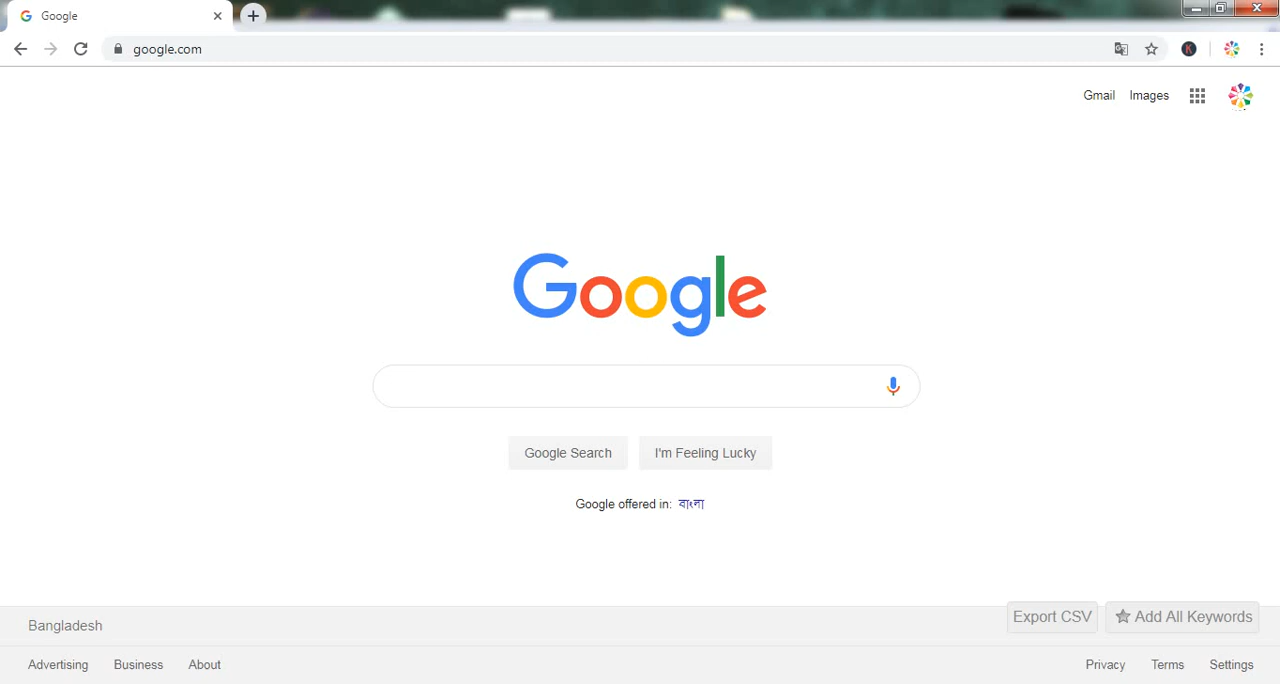 Google
google.com
Gmail Images
Google
Google Search I'm Feeling Lucky
Google offered in: বাংলা
Bangladesh
Export CSV Add All Keywords
Advertising Business About
Privacy Terms Settings